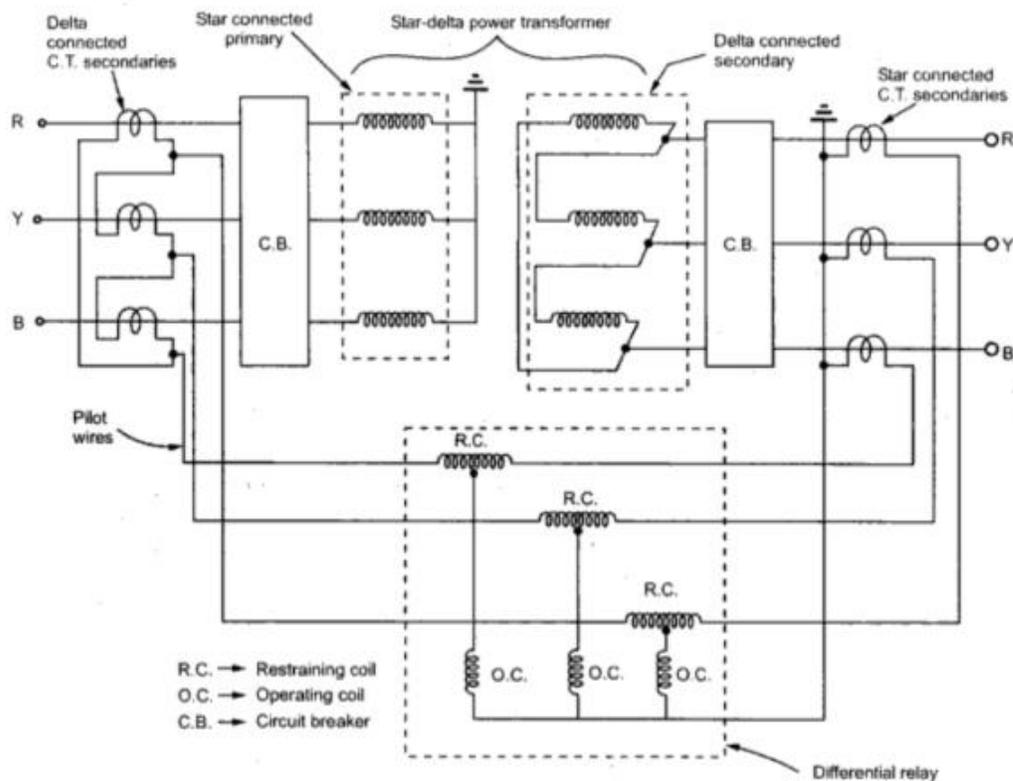 Delta
connected
C.T. secondaries
Star connected
primary
Star-delta power transformer
Delta connected
secondary
Star connected
C.T. secondaries
R
R
Y
C.B.
C.B.
Y
B
B
Pilot
wires
R.C.
R.C.
R.C.
R.C. → Restraining coil
O.C. → Operating coil
C.B. → Circuit breaker
O.C.
O.C.
O.C.
Differential relay